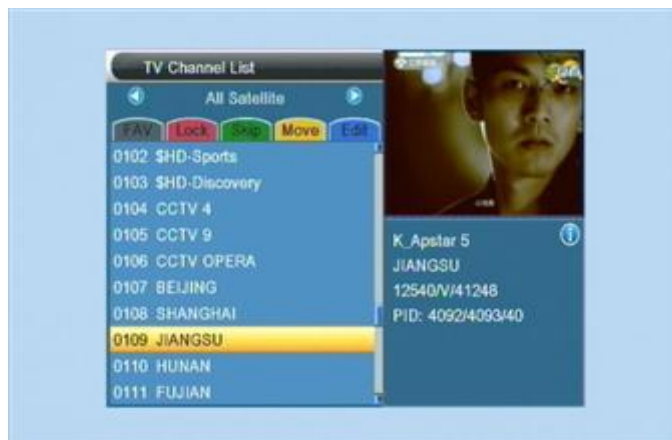 TV Channel List
All Satellite
FAV Lock Skip Move Edit
0102 $HD-Sports
0103 $HD-Discovery
0104 CCTV 4
0105 CCTV 9
0106 CCTV OPERA
0107 BEIJING
0108 SHANGHAI
0109 JIANGSU
0110 HUNAN
0111 FUJIAN
K_Apstar 5
JIANGSU
12540/V/41248
PID: 4092/4093/40